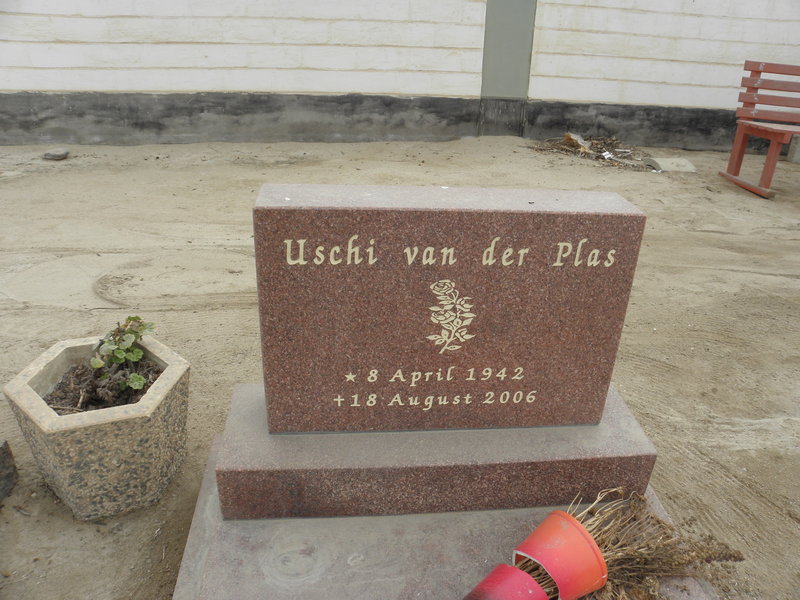 Uschi van der Plas
★ 8 April 1942
+18 August 2006